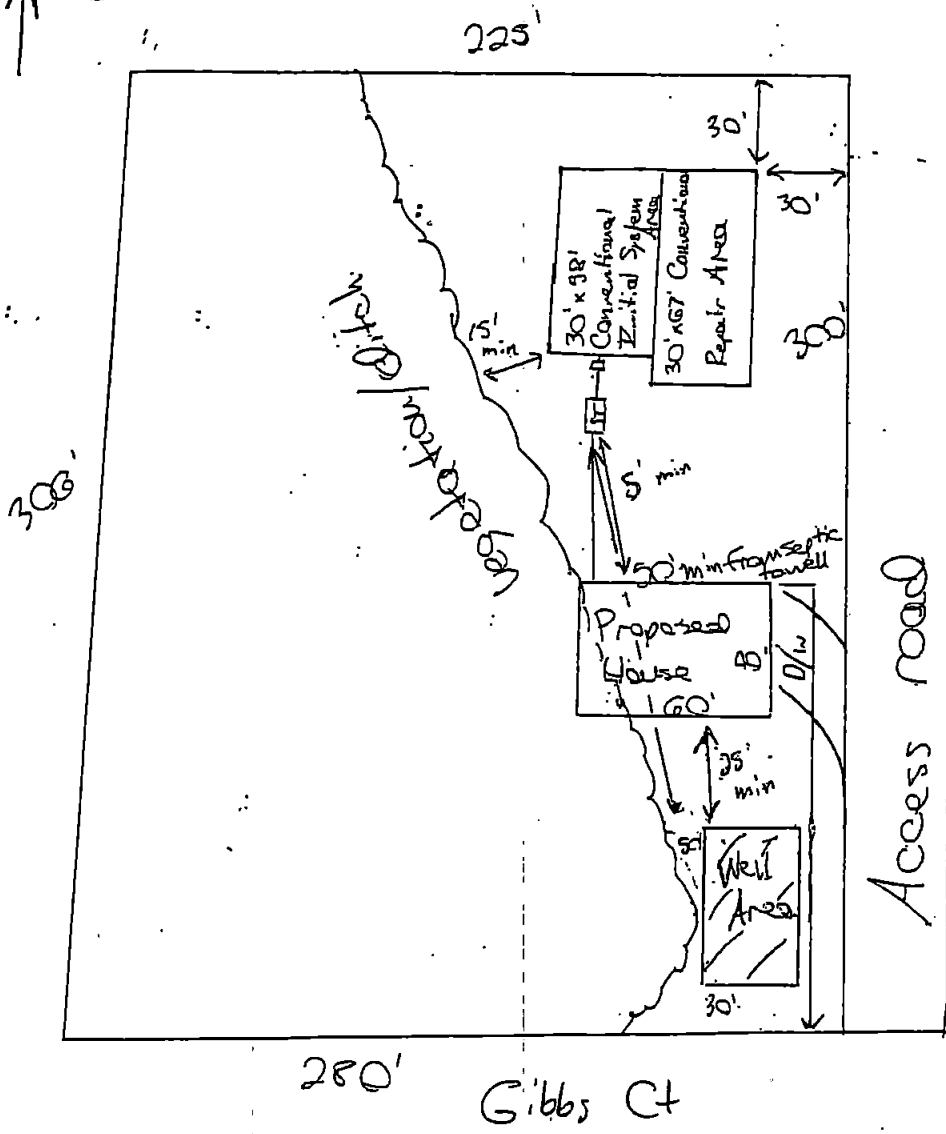 225'
30'
30'
30' x 98'
Conventional
Initial System
Area
30' x 67' Conventional
Repair Area
300'
15'
min
Vegetation / Ditch
306'
ST
5' min
50' min from septic
to well
Proposed
House
60'
D/W
Access road
25'
min
50'
Well
Area
30'
280'
Gibbs Ct